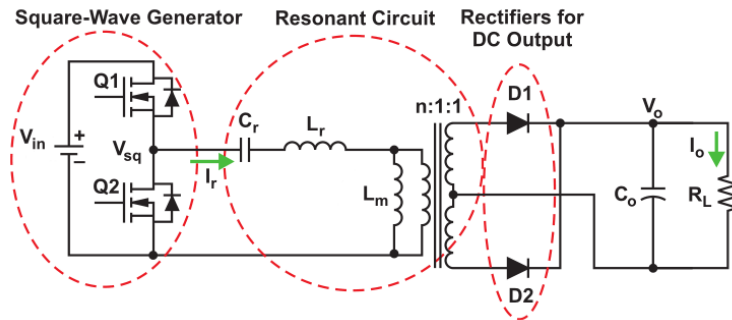 Square-Wave Generator
Resonant Circuit
Rectifiers for
DC Output
Q1
n:1:1
D1
Vo
Cr
Lr
Vin
+
−
Vsq
Ir
Io
Q2
Lm
Co
RL
D2